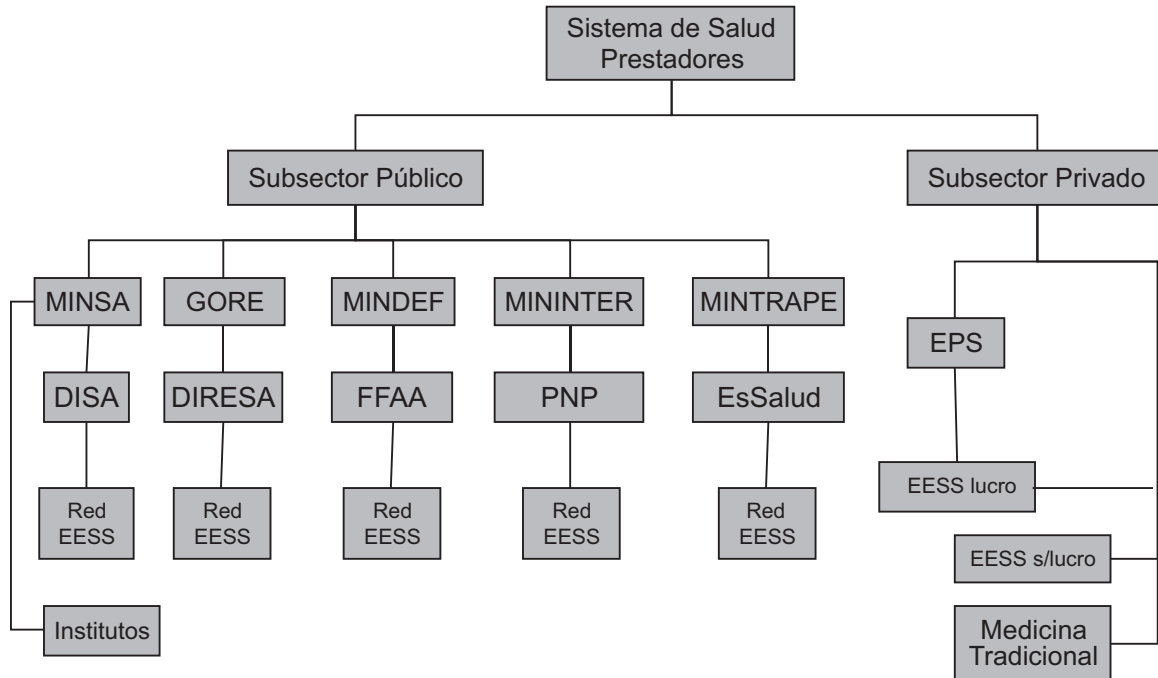 Sistema de Salud
Prestadores
Subsector Público
Subsector Privado
MINSA
GORE
MINDEF
MININTER
MINTRAPE
EPS
DISA
DIRESA
FFAA
PNP
EsSalud
EESS lucro
Red
EESS
Red
EESS
Red
EESS
Red
EESS
Red
EESS
EESS s/lucro
Institutos
Medicina
Tradicional